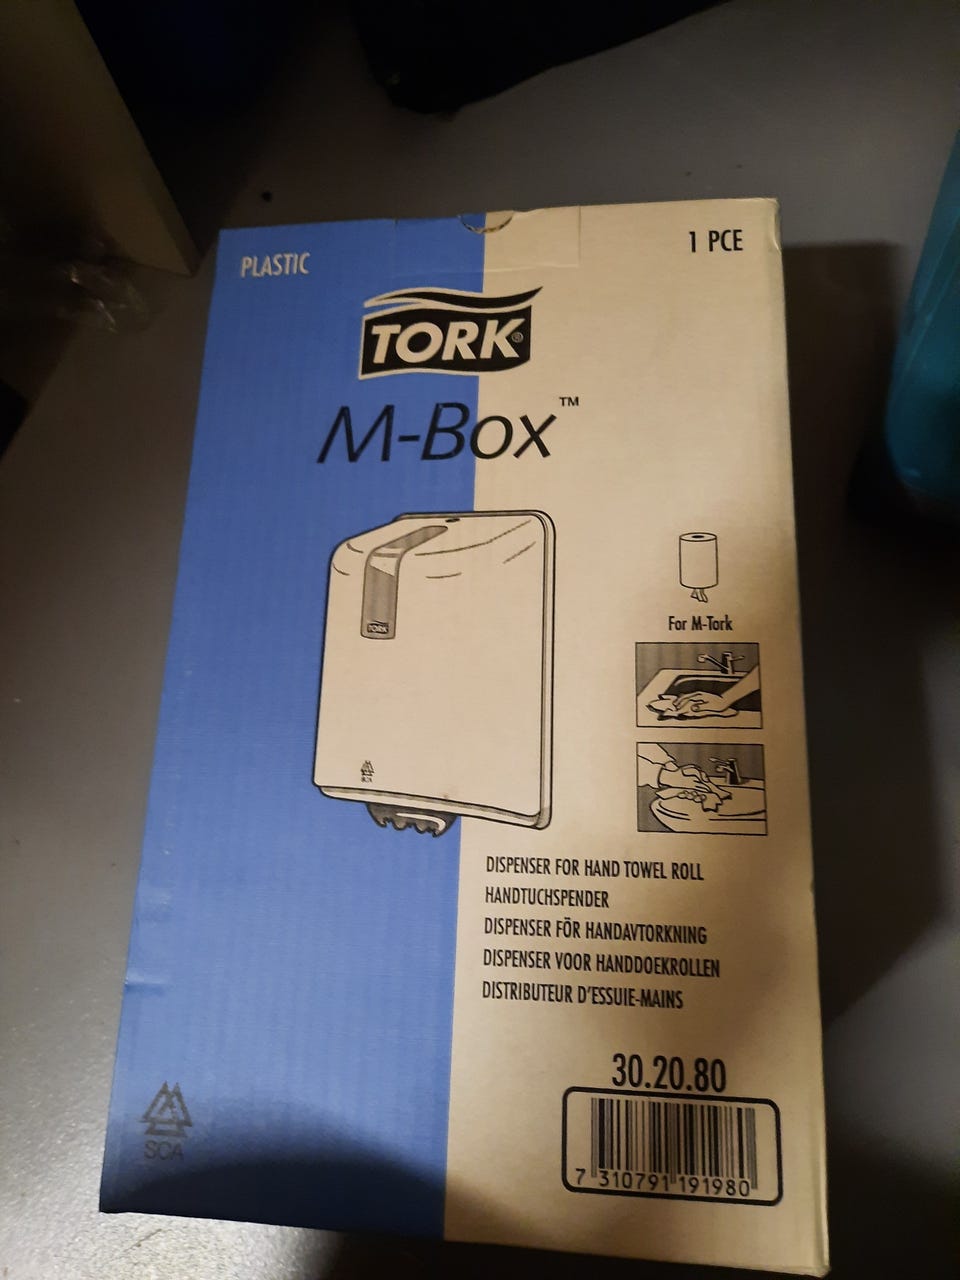 PLASTIC
1 PCE
TORK®
M-Box™
TORK
For M-Tork
SCA
DISPENSER FOR HAND TOWEL ROLL
HANDTUCHSPENDER
DISPENSER FÖR HANDAVTORKNING
DISPENSER VOOR HANDDOEKROLLEN
DISTRIBUTEUR D'ESSUIE-MAINS
30.20.80
SCA
7 310791 191980